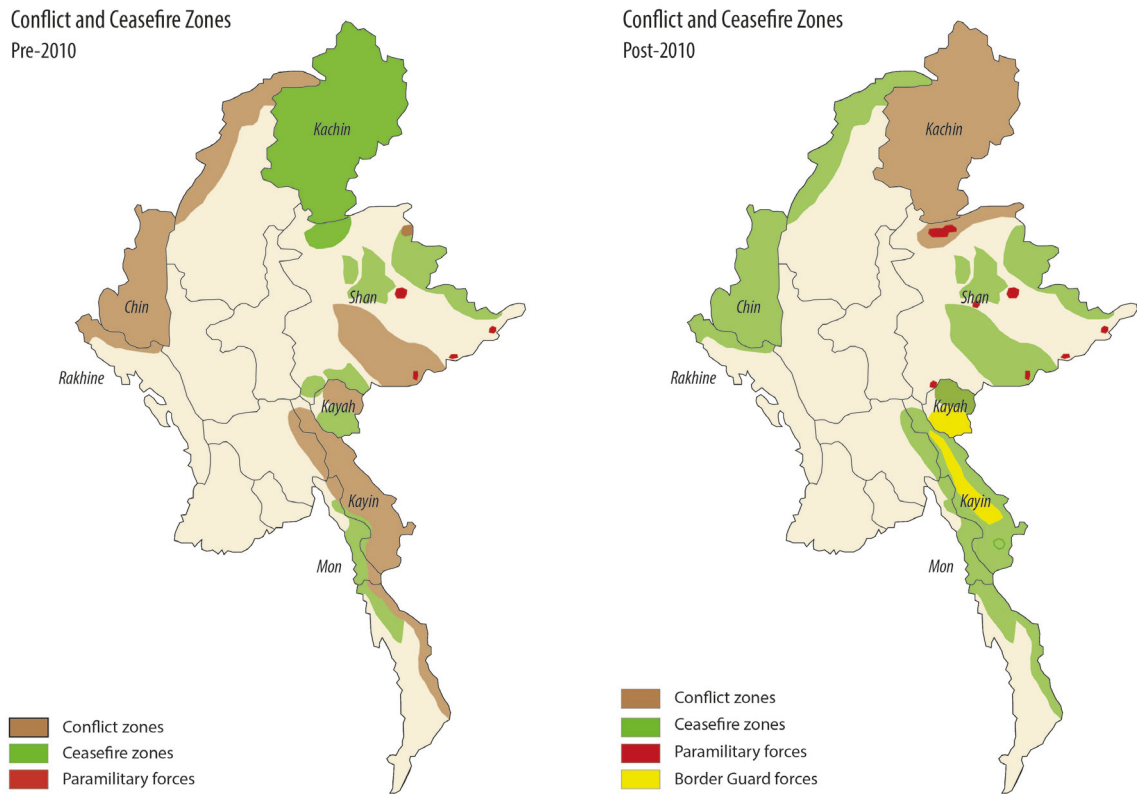 Conflict and Ceasefire Zones
Pre-2010
Kachin
Chin
Shan
Rakhine
Kayah
Kayin
Mon
Conflict zones
Ceasefire zones
Paramilitary forces
Conflict and Ceasefire Zones
Post-2010
Kachin
Chin
Shan
Rakhine
Kayah
Kayin
Mon
Conflict zones
Ceasefire zones
Paramilitary forces
Border Guard forces